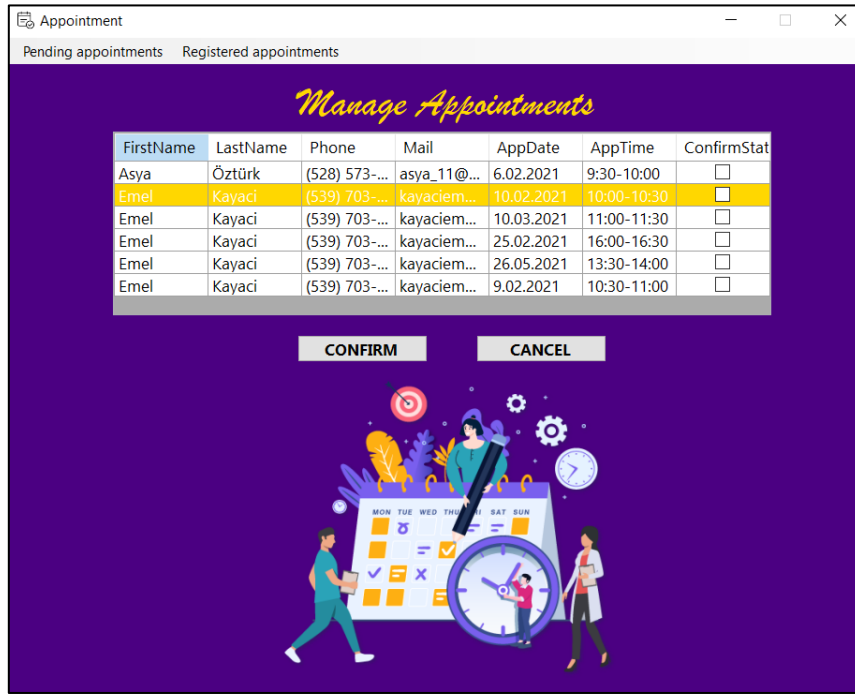 Appointment
Pending appointments Registered appointments
Manage Appointments
FirstName LastName Phone Mail AppDate AppTime ConfirmStat
Asya Öztürk (528) 573-... asya_11@... 6.02.2021 9:30-10:00
Emel Kayaci (539) 703-... kayaciem... 10.02.2021 10:00-10:30
Emel Kayaci (539) 703-... kayaciem... 10.03.2021 11:00-11:30
Emel Kayaci (539) 703-... kayaciem... 25.02.2021 16:00-16:30
Emel Kayaci (539) 703-... kayaciem... 26.05.2021 13:30-14:00
Emel Kayaci (539) 703-... kayaciem... 9.02.2021 10:30-11:00
CONFIRM CANCEL
MON TUE WED THU SAT SUN